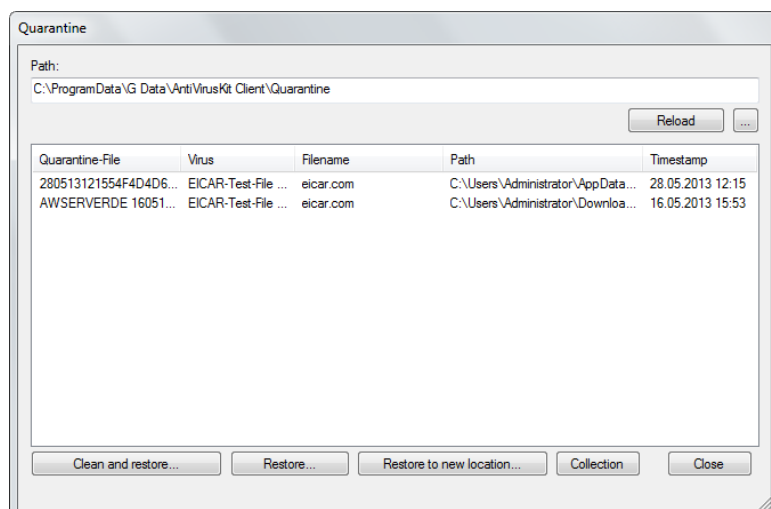 Quarantine
Path:
C:\ProgramData\G Data\AntiVirusKit Client\Quarantine
Reload ...
Quarantine-File Virus Filename Path Timestamp
280513121554F4D4D6... EICAR-Test-File ... eicar.com C:\Users\Administrator\AppData... 28.05.2013 12:15
AWSERVERDE 16051... EICAR-Test-File ... eicar.com C:\Users\Administrator\Downloa... 16.05.2013 15:53
Clean and restore... Restore... Restore to new location... Collection Close